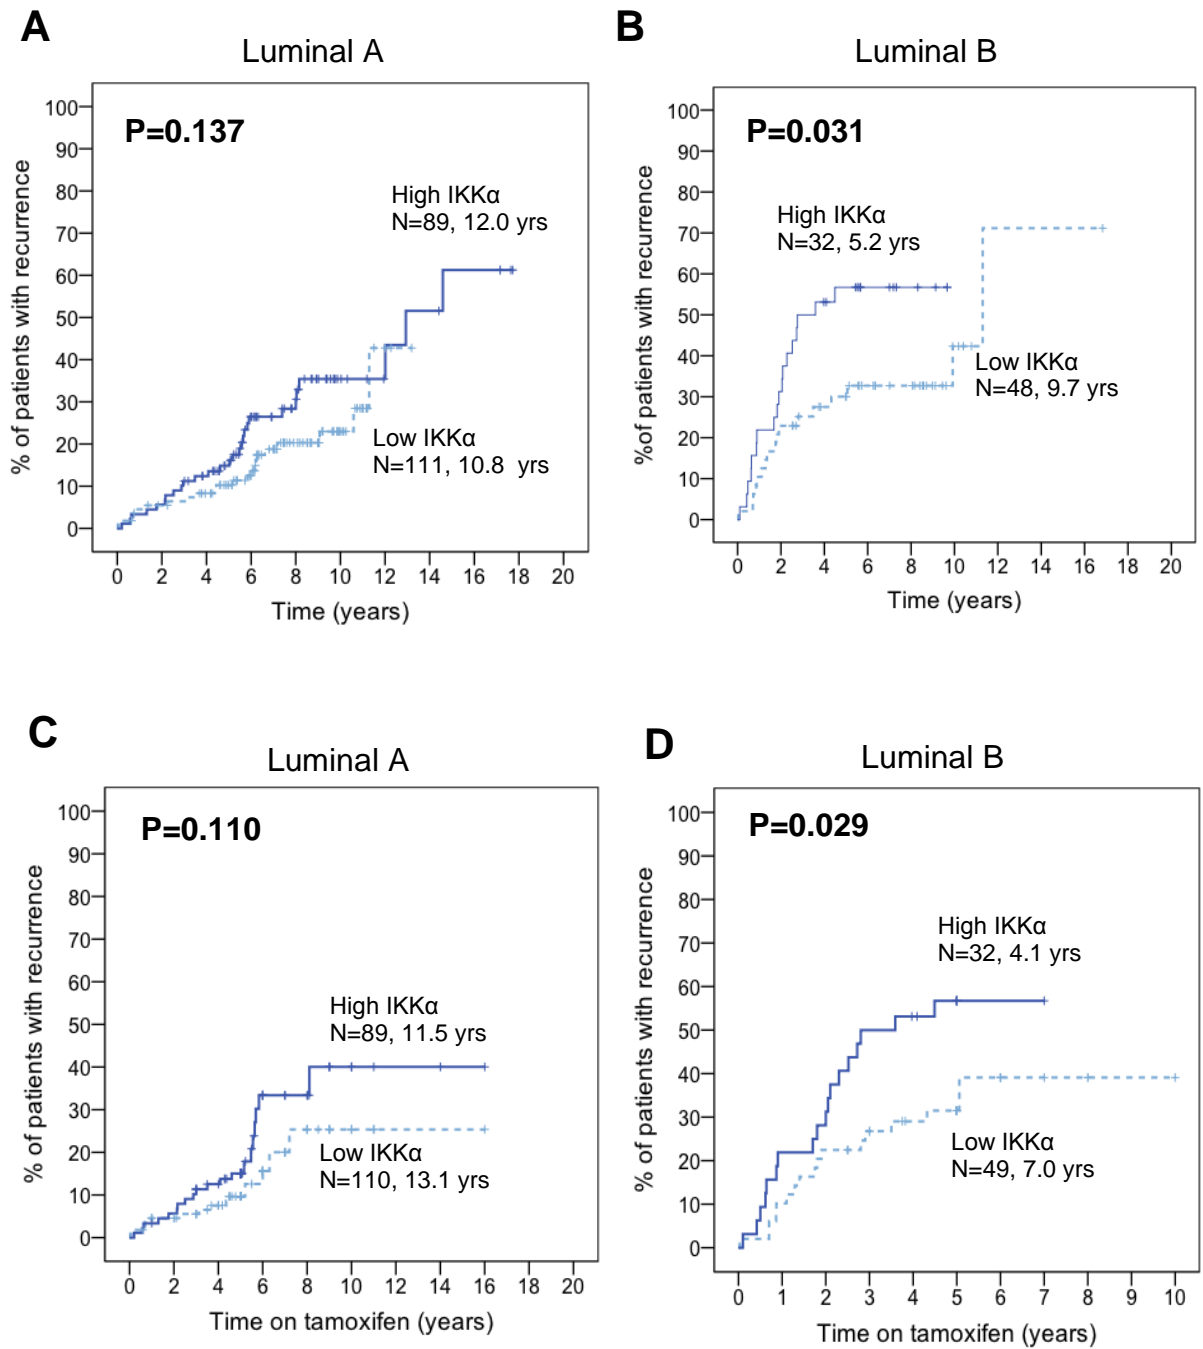 A
Luminal A
P=0.137
High IKKα
N=89, 12.0 yrs
Low IKKα
N=111, 10.8 yrs
% of patients with recurrence
100
90
80
70
60
50
40
30
20
10
0
0 2 4 6 8 10 12 14 16 18 20
Time (years)
B
Luminal B
P=0.031
High IKKα
N=32, 5.2 yrs
Low IKKα
N=48, 9.7 yrs
%of patients with recurrence
100
90
80
70
60
50
40
30
20
10
0
0 2 4 6 8 10 12 14 16 18 20
Time (years)
C
Luminal A
P=0.110
High IKKα
N=89, 11.5 yrs
Low IKKα
N=110, 13.1 yrs
% of patients with recurrence
100
90
80
70
60
50
40
30
20
10
0
0 2 4 6 8 10 12 14 16 18 20
Time on tamoxifen (years)
D
Luminal B
P=0.029
High IKKα
N=32, 4.1 yrs
Low IKKα
N=49, 7.0 yrs
% of patients with recurrence
100
90
80
70
60
50
40
30
20
10
0
0 1 2 3 4 5 6 7 8 9 10
Time on tamoxifen (years)